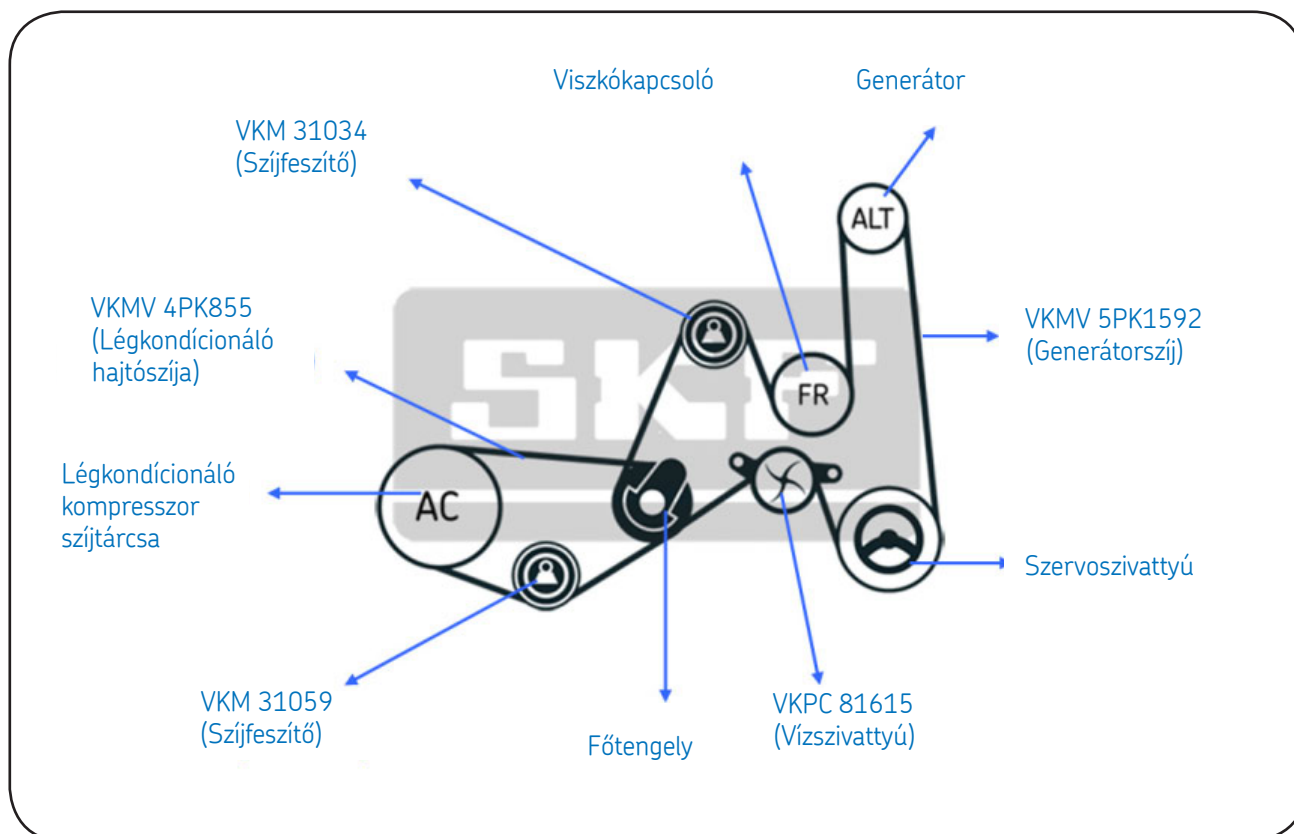 Viszkókapcsoló
Generátor
VKM 31034
(Szíjfeszítő)
ALT
VKMV 4PK855
(Légkondícionáló
hajtószíja)
VKMV 5PK1592
(Generátorszíj)
SKF
FR
Légkondícionáló
kompresszor
szíjtárcsa
AC
Szervoszivattyú
VKM 31059
(Szíjfeszítő)
Főtengely
VKPC 81615
(Vízszivattyú)